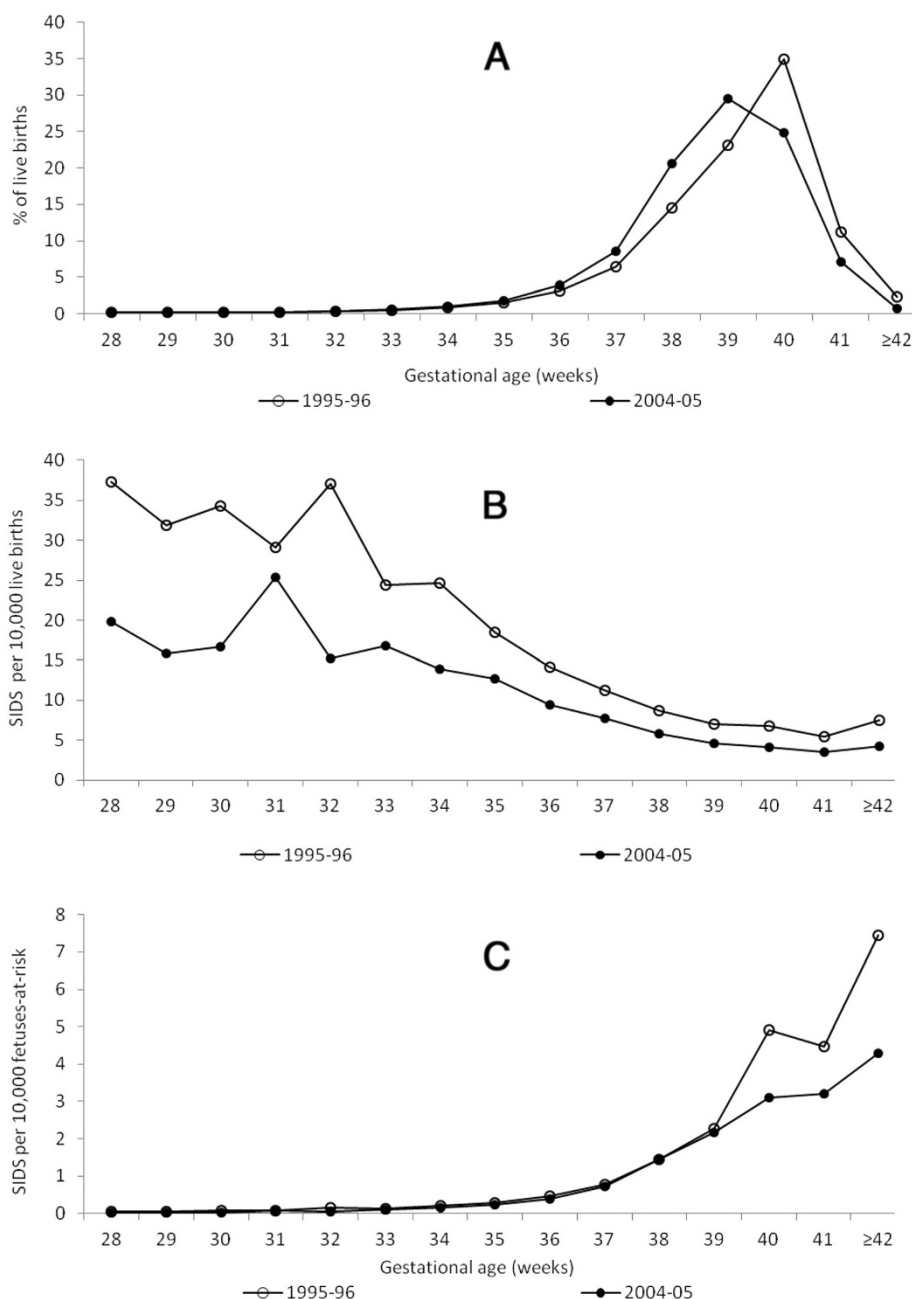 A
% of live births
40
35
30
25
20
15
10
5
0
28 29 30 31 32 33 34 35 36 37 38 39 40 41 ≥42
Gestational age (weeks)
1995-96 2004-05
B
SIDS per 10,000 live births
40
35
30
25
20
15
10
5
0
28 29 30 31 32 33 34 35 36 37 38 39 40 41 ≥42
1995-96 2004-05
C
SIDS per 10,000 fetuses-at-risk
8
7
6
5
4
3
2
1
0
28 29 30 31 32 33 34 35 36 37 38 39 40 41 ≥42
Gestational age (weeks)
1995-96 2004-05